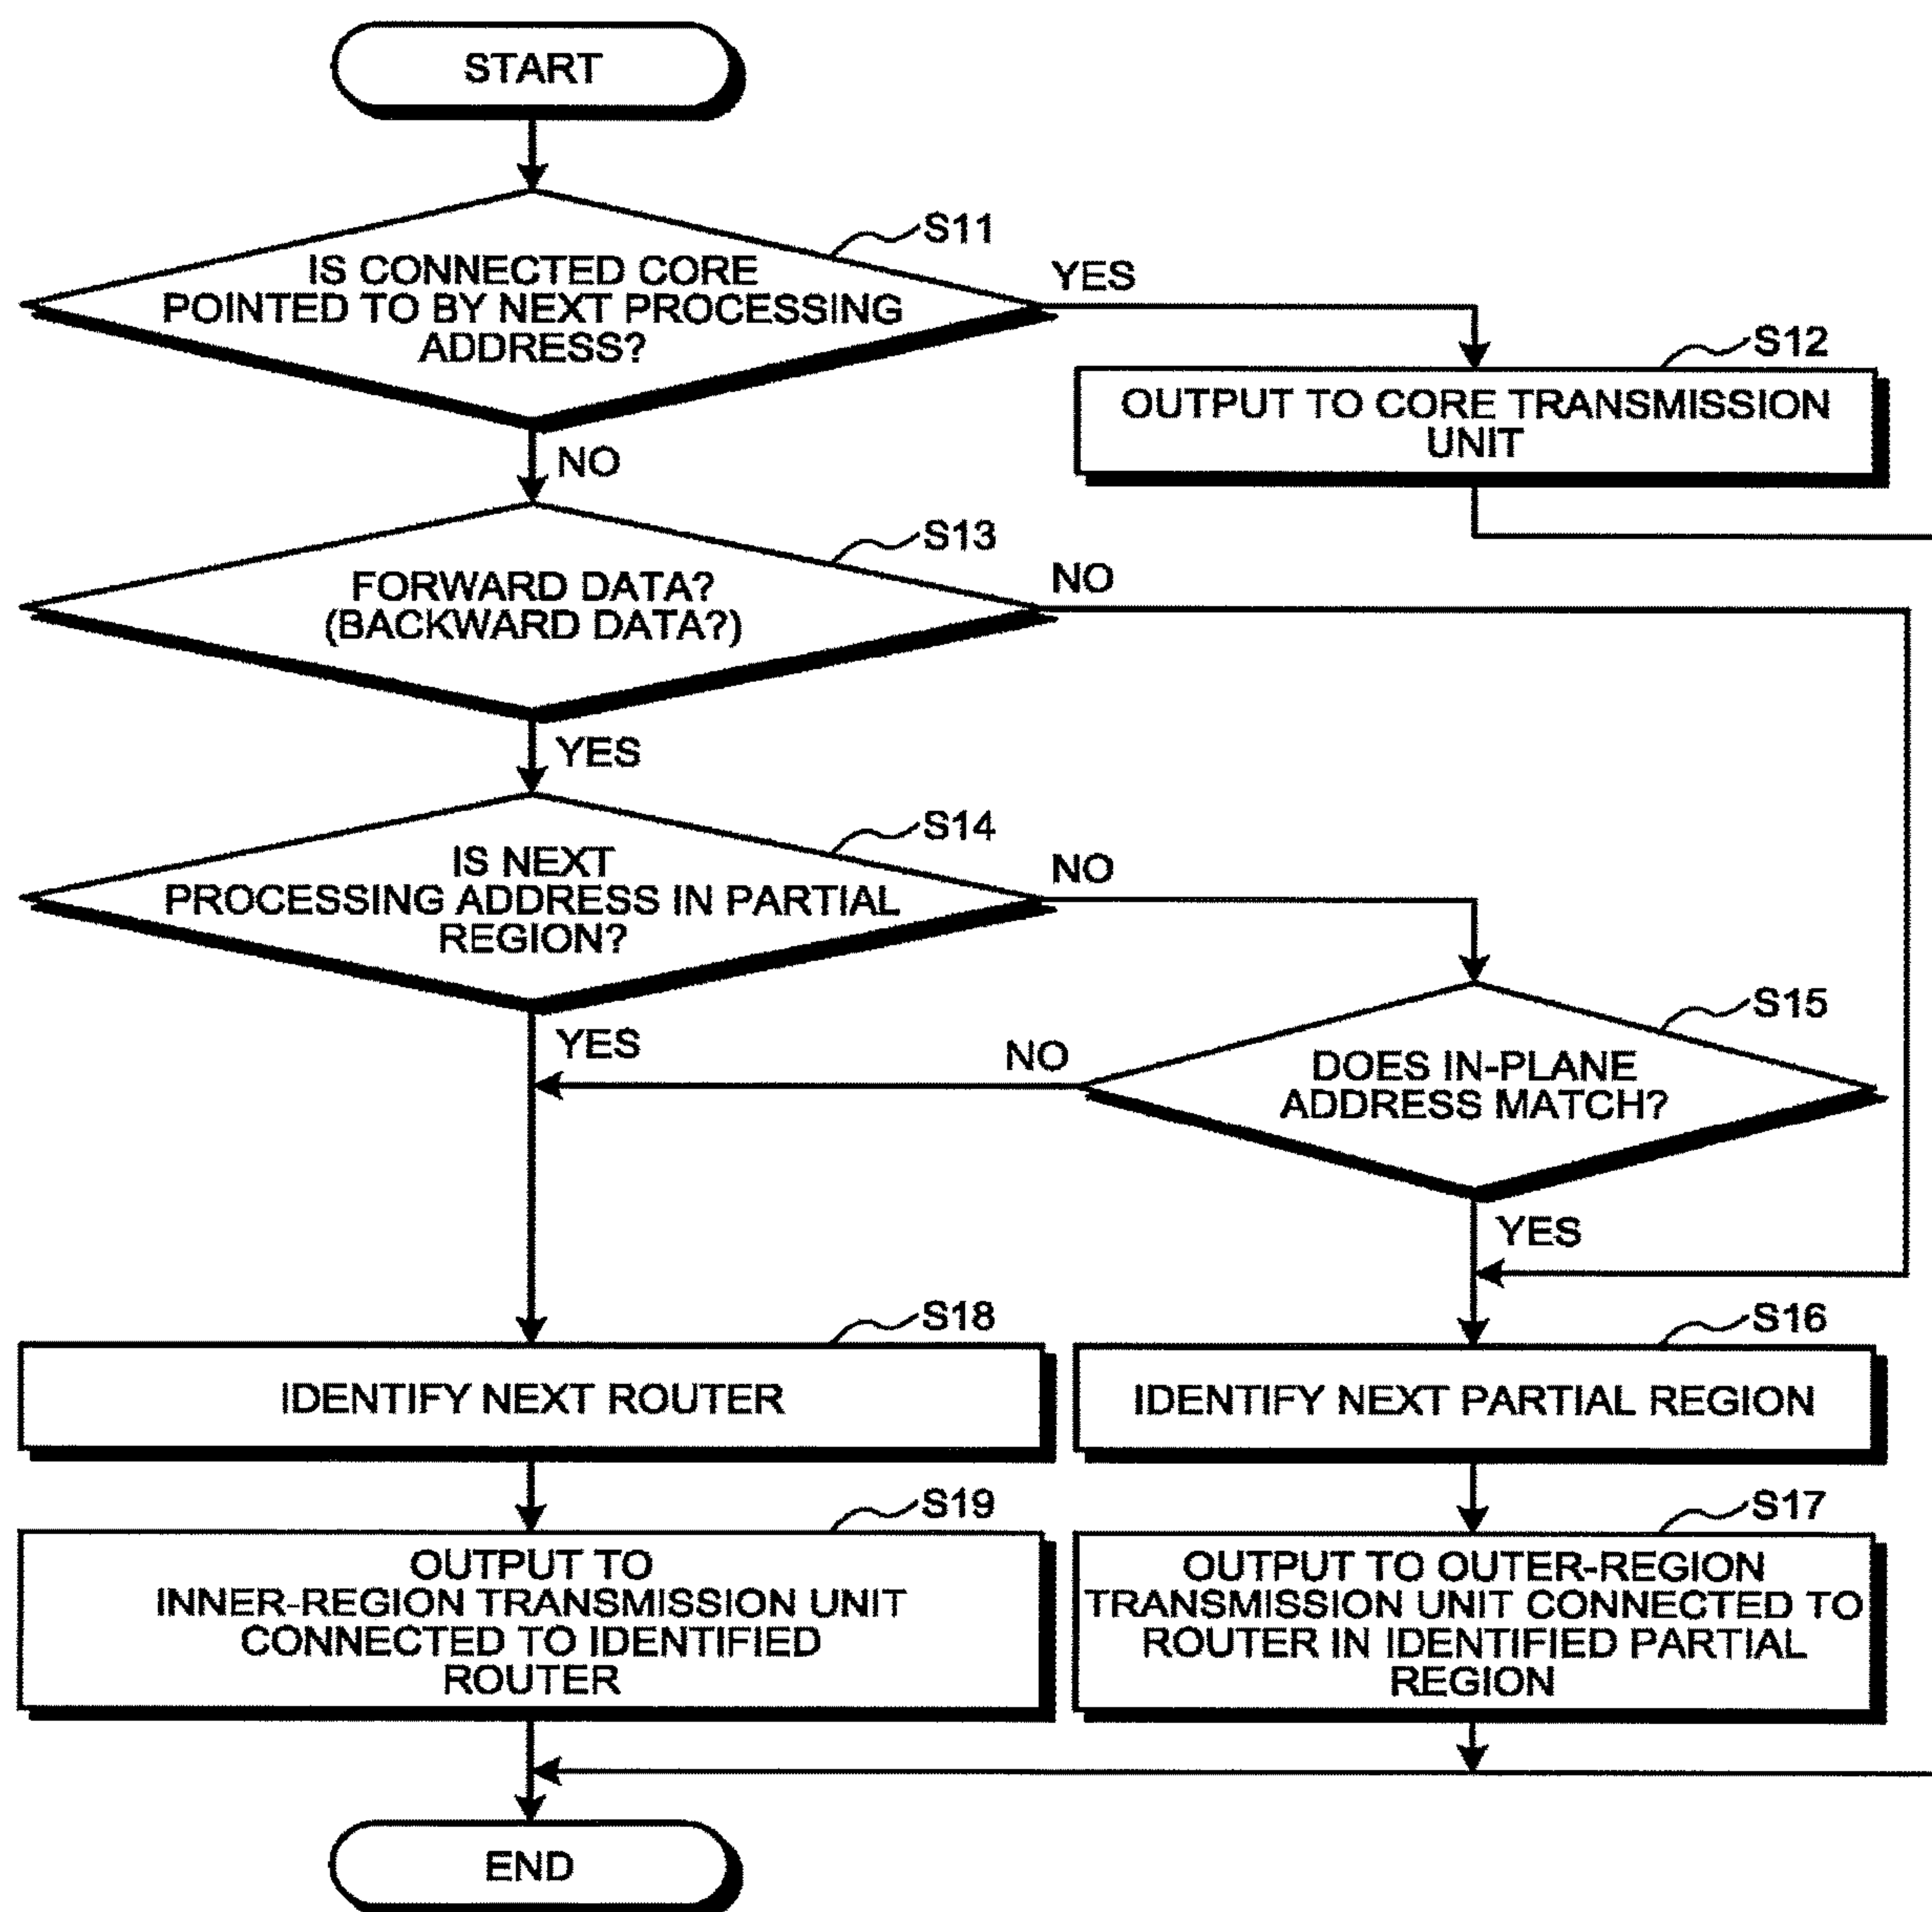 START
S11
IS CONNECTED CORE
POINTED TO BY NEXT PROCESSING
ADDRESS?
YES
S12
OUTPUT TO CORE TRANSMISSION
UNIT
NO
S13
FORWARD DATA?
(BACKWARD DATA?)
NO
YES
S14
IS NEXT
PROCESSING ADDRESS IN PARTIAL
REGION?
NO
S15
DOES IN-PLANE
ADDRESS MATCH?
YES
NO
YES
S18
IDENTIFY NEXT ROUTER
S16
IDENTIFY NEXT PARTIAL REGION
S19
OUTPUT TO
INNER-REGION TRANSMISSION UNIT
CONNECTED TO IDENTIFIED
ROUTER
S17
OUTPUT TO OUTER-REGION
TRANSMISSION UNIT CONNECTED TO
ROUTER IN IDENTIFIED PARTIAL
REGION
END